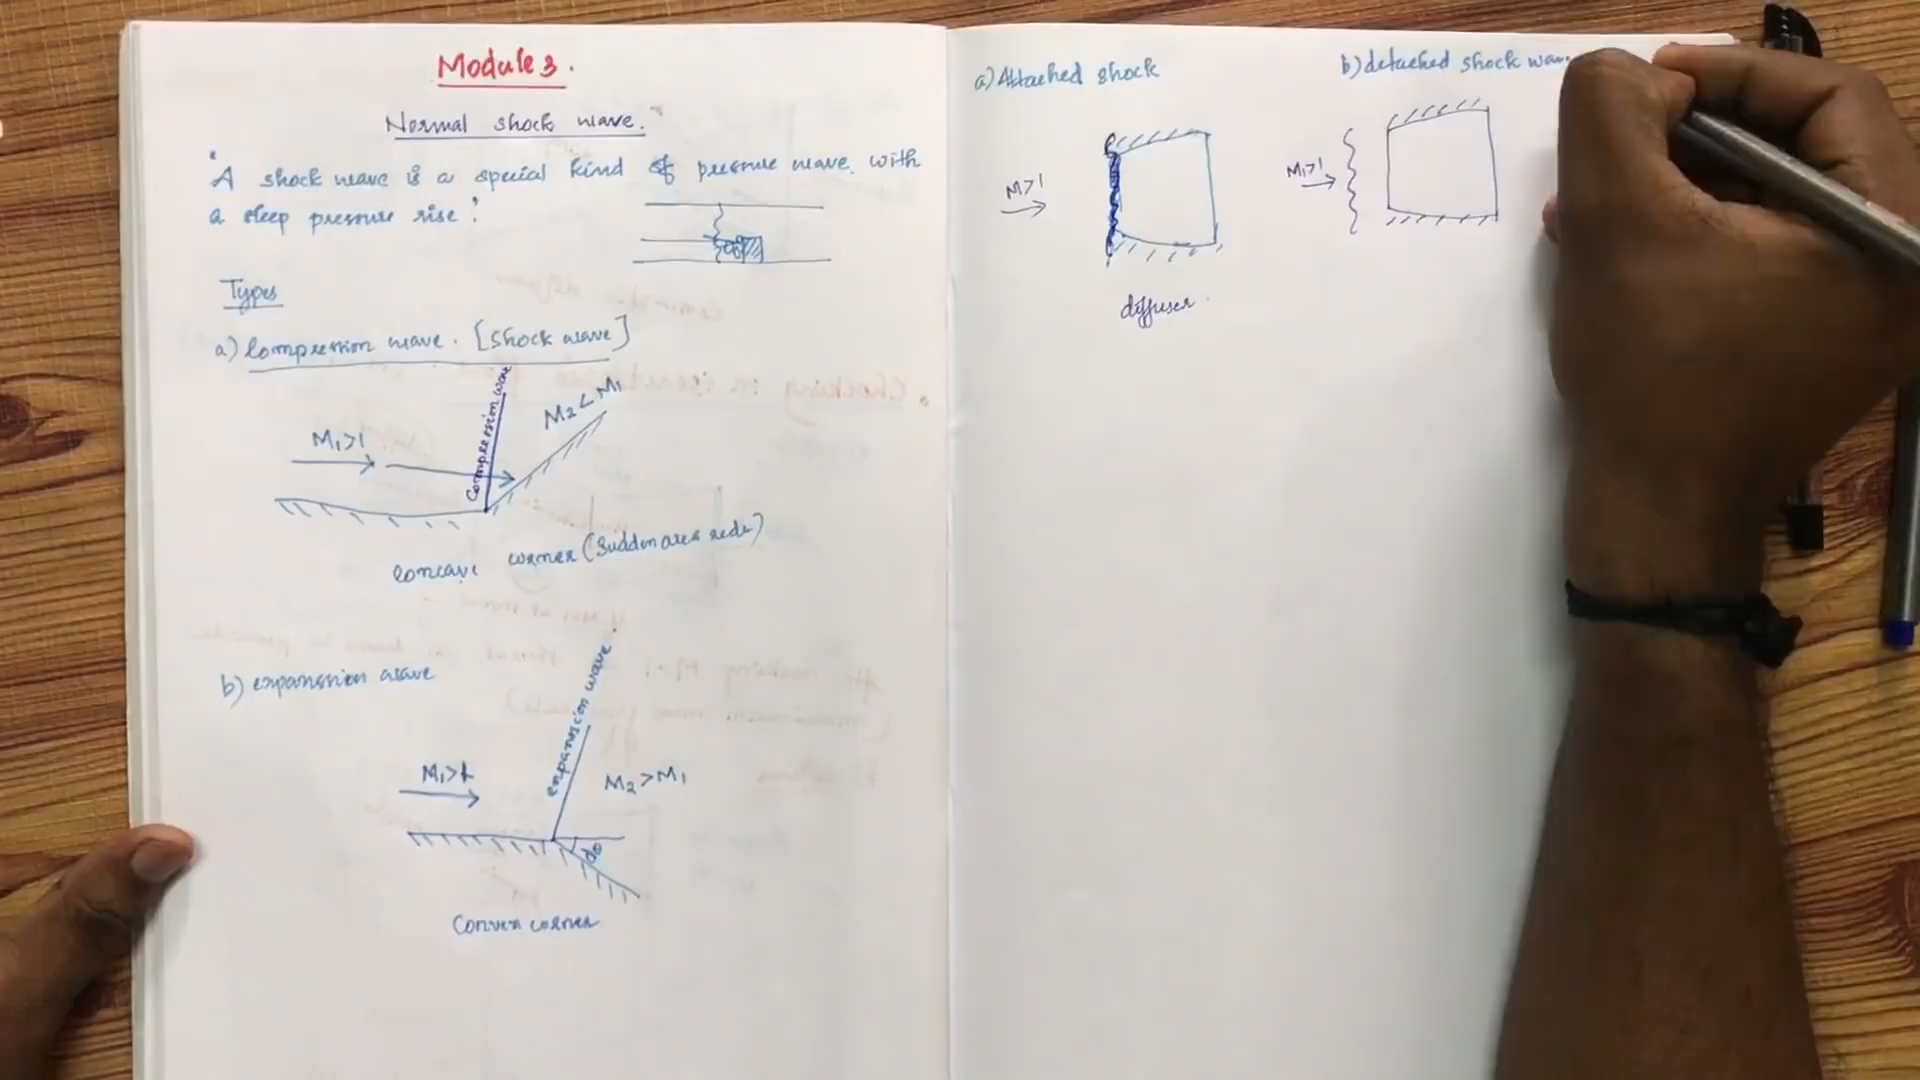 Module 3.
Normal shock wave.
"A shock wave is a special kind of pressure wave with
a steep pressure rise."
Types
a) Compression wave. [Shock wave]
Compression wave
M2 < M1
M1>1
concave corner (Sudden area redn)
b) expansion wave
expansion wave
M1>1
M2 >M1
dθ
Convex corner
a) Attached shock
M>1
diffuser.
b) detached shock wave
M1>1